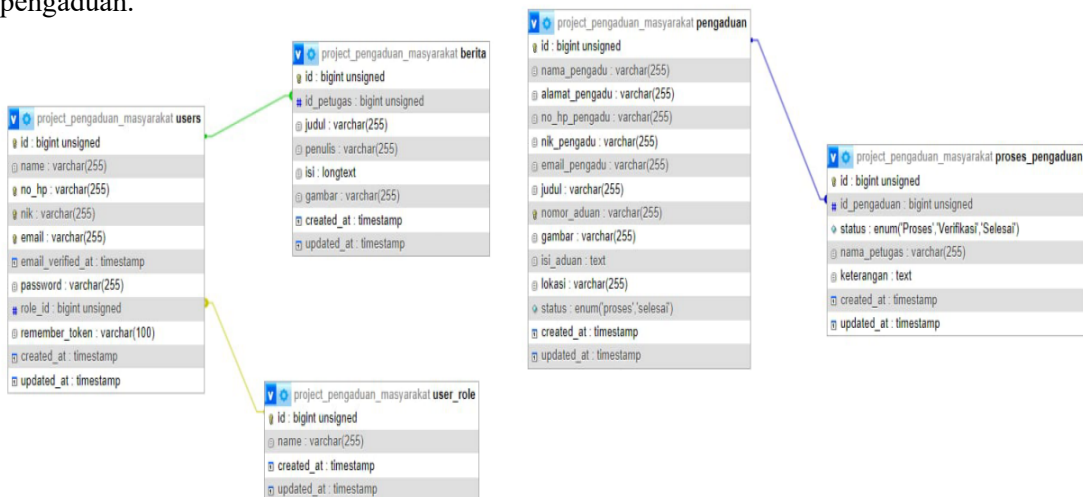 pengaduan.
project_pengaduan_masyarakat users
id : bigint unsigned
name : varchar(255)
no_hp : varchar(255)
nik : varchar(255)
email : varchar(255)
email_verified_at : timestamp
password : varchar(255)
role_id : bigint unsigned
remember_token : varchar(100)
created_at : timestamp
updated_at : timestamp
project_pengaduan_masyarakat berita
id : bigint unsigned
id_petugas : bigint unsigned
judul : varchar(255)
penulis : varchar(255)
isi : longtext
gambar : varchar(255)
created_at : timestamp
updated_at : timestamp
project_pengaduan_masyarakat user_role
id : bigint unsigned
name : varchar(255)
created_at : timestamp
updated_at : timestamp
project_pengaduan_masyarakat pengaduan
id : bigint unsigned
nama_pengadu : varchar(255)
alamat_pengadu : varchar(255)
no_hp_pengadu : varchar(255)
nik_pengadu : varchar(255)
email_pengadu : varchar(255)
judul : varchar(255)
nomor_aduan : varchar(255)
gambar : varchar(255)
isi_aduan : text
lokasi : varchar(255)
status : enum('proses','selesai')
created_at : timestamp
updated_at : timestamp
project_pengaduan_masyarakat proses_pengaduan
id : bigint unsigned
id_pengaduan : bigint unsigned
status : enum('Proses','Verifikasi','Selesai')
nama_petugas : varchar(255)
keterangan : text
created_at : timestamp
updated_at : timestamp